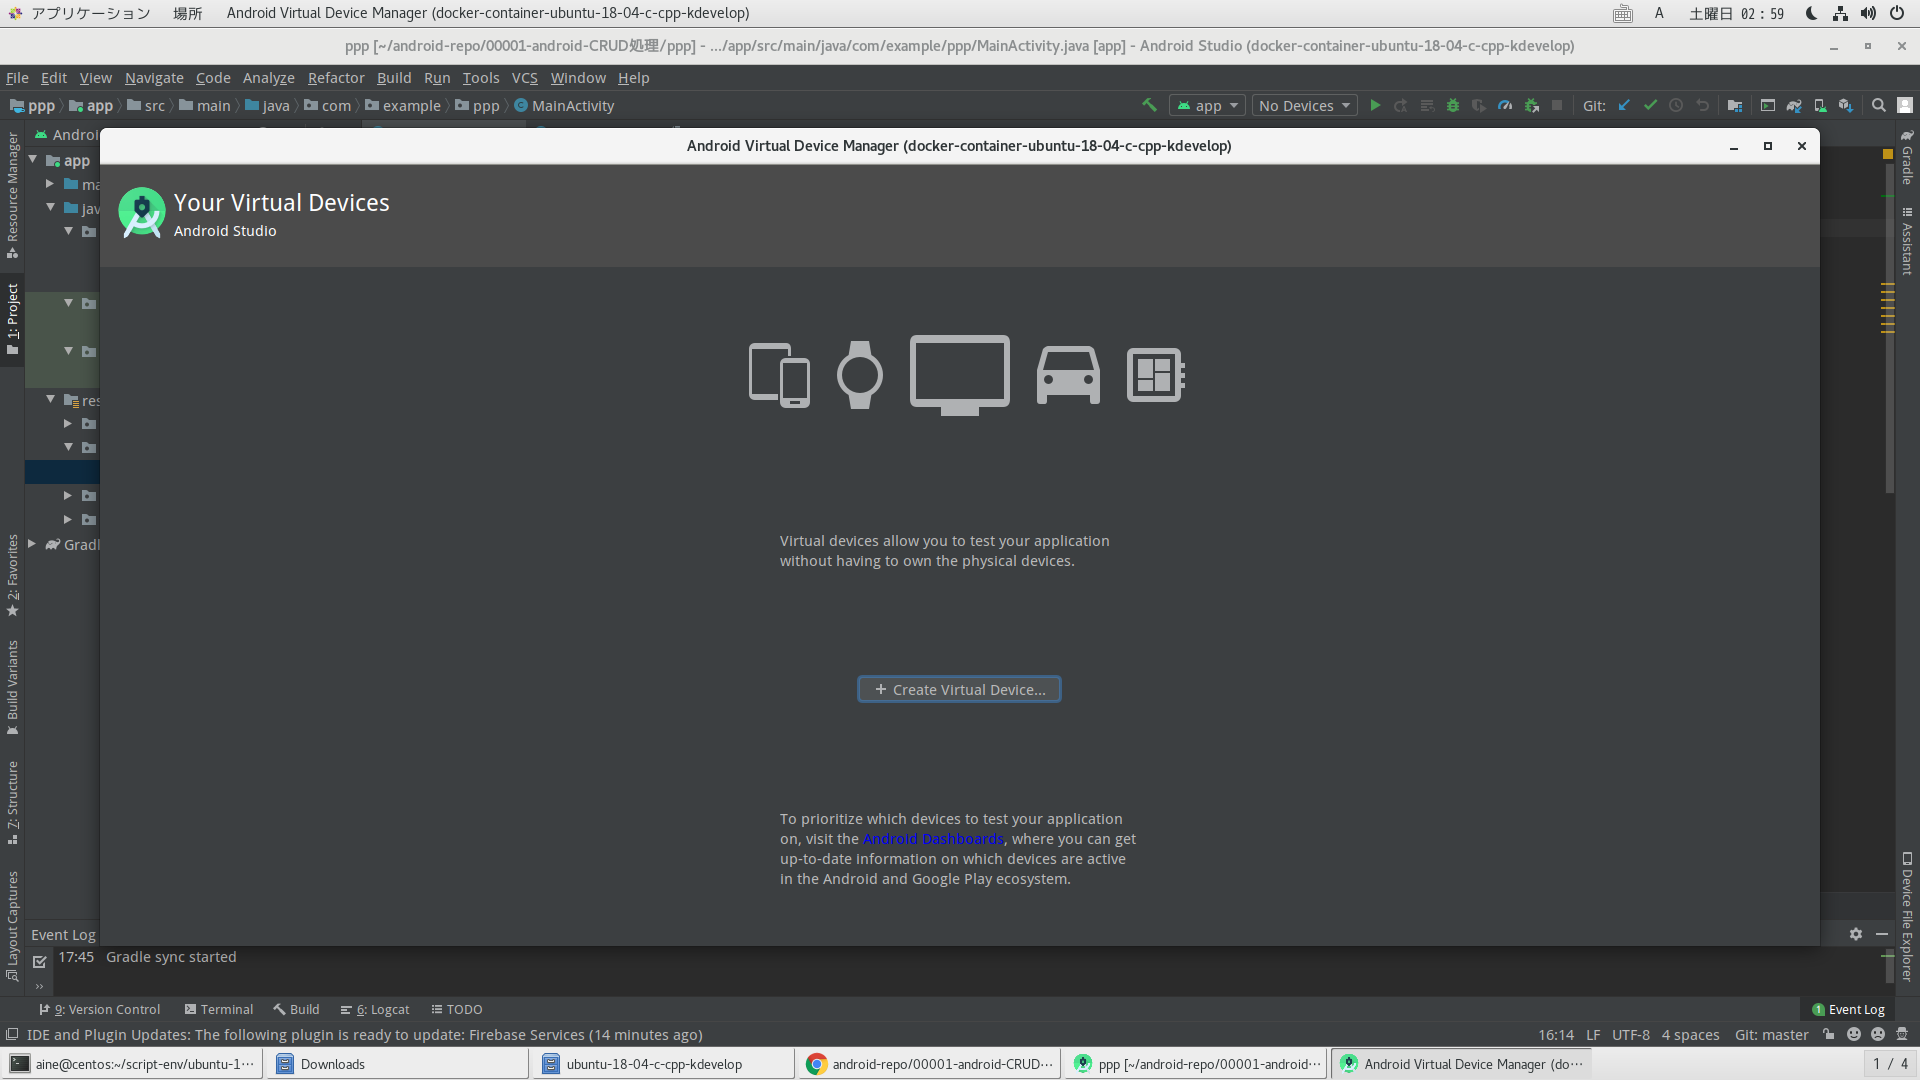 アプリケーション 場所 Android Virtual Device Manager (docker-container-ubuntu-18-04-c-cpp-kdevelop) A 土曜日 02：59
ppp [~/android-repo/00001-android-CRUD処理/ppp] - .../app/src/main/java/com/example/ppp/MainActivity.java [app] - Android Studio (docker-container-ubuntu-18-04-c-cpp-kdevelop)
File Edit View Navigate Code Analyze Refactor Build Run Tools VCS Window Help
ppp app src main java com example ppp MainActivity app No Devices Git:
Androi
Android Virtual Device Manager (docker-container-ubuntu-18-04-c-cpp-kdevelop)
Your Virtual Devices
Android Studio
app
ma
jav
res
Gradl
Resource Manager
1: Project
2: Favorites
Build Variants
7: Structure
Layout Captures
Gradle
Assistant
Device File Explorer
Virtual devices allow you to test your application
without having to own the physical devices.
+ Create Virtual Device...
To prioritize which devices to test your application
on, visit the Android Dashboards, where you can get
up-to-date information on which devices are active
in the Android and Google Play ecosystem.
Event Log
17:45 Gradle sync started
9: Version Control Terminal Build 6: Logcat TODO 1 Event Log
IDE and Plugin Updates: The following plugin is ready to update: Firebase Services (14 minutes ago) 16:14 LF UTF-8 4 spaces Git: master
aine@centos:~/script-env/ubuntu-1… Downloads ubuntu-18-04-c-cpp-kdevelop android-repo/00001-android-CRUD… ppp [~/android-repo/00001-android… Android Virtual Device Manager (do… 1 / 4